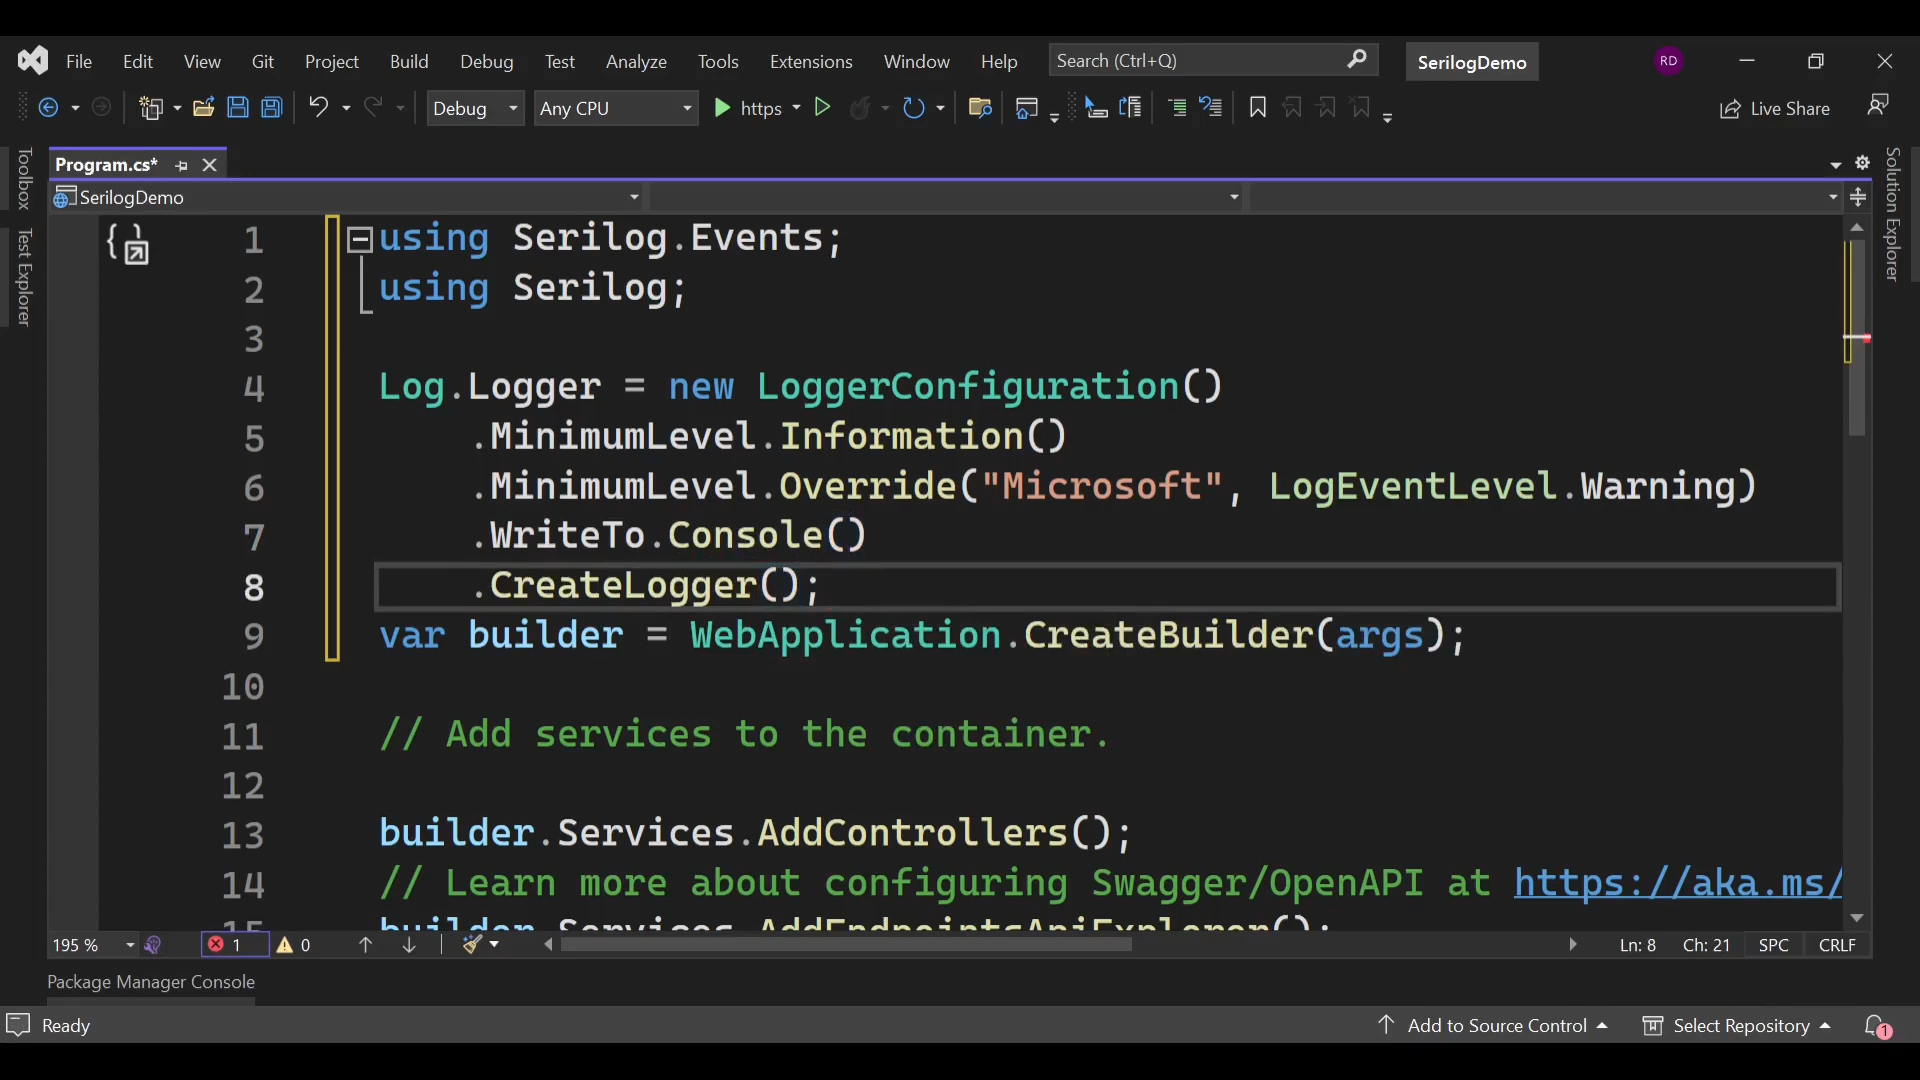 File Edit View Git Project Build Debug Test Analyze Tools Extensions Window Help Search (Ctrl+Q) SerilogDemo RD
Debug Any CPU https Live Share
Toolbox
Test Explorer
Program.cs*
SerilogDemo
Solution Explorer
1 using Serilog.Events;
2 using Serilog;
3
4 Log.Logger = new LoggerConfiguration()
5 .MinimumLevel.Information()
6 .MinimumLevel.Override("Microsoft", LogEventLevel.Warning)
7 .WriteTo.Console()
8 .CreateLogger();
9 var builder = WebApplication.CreateBuilder(args);
10
11 // Add services to the container.
12
13 builder.Services.AddControllers();
14 // Learn more about configuring Swagger/OpenAPI at https://aka.ms/
15 builder.Services.AddEndpointsApiExplorer();
195 % 1 0 Ln: 8 Ch: 21 SPC CRLF
Package Manager Console
Ready Add to Source Control Select Repository 1